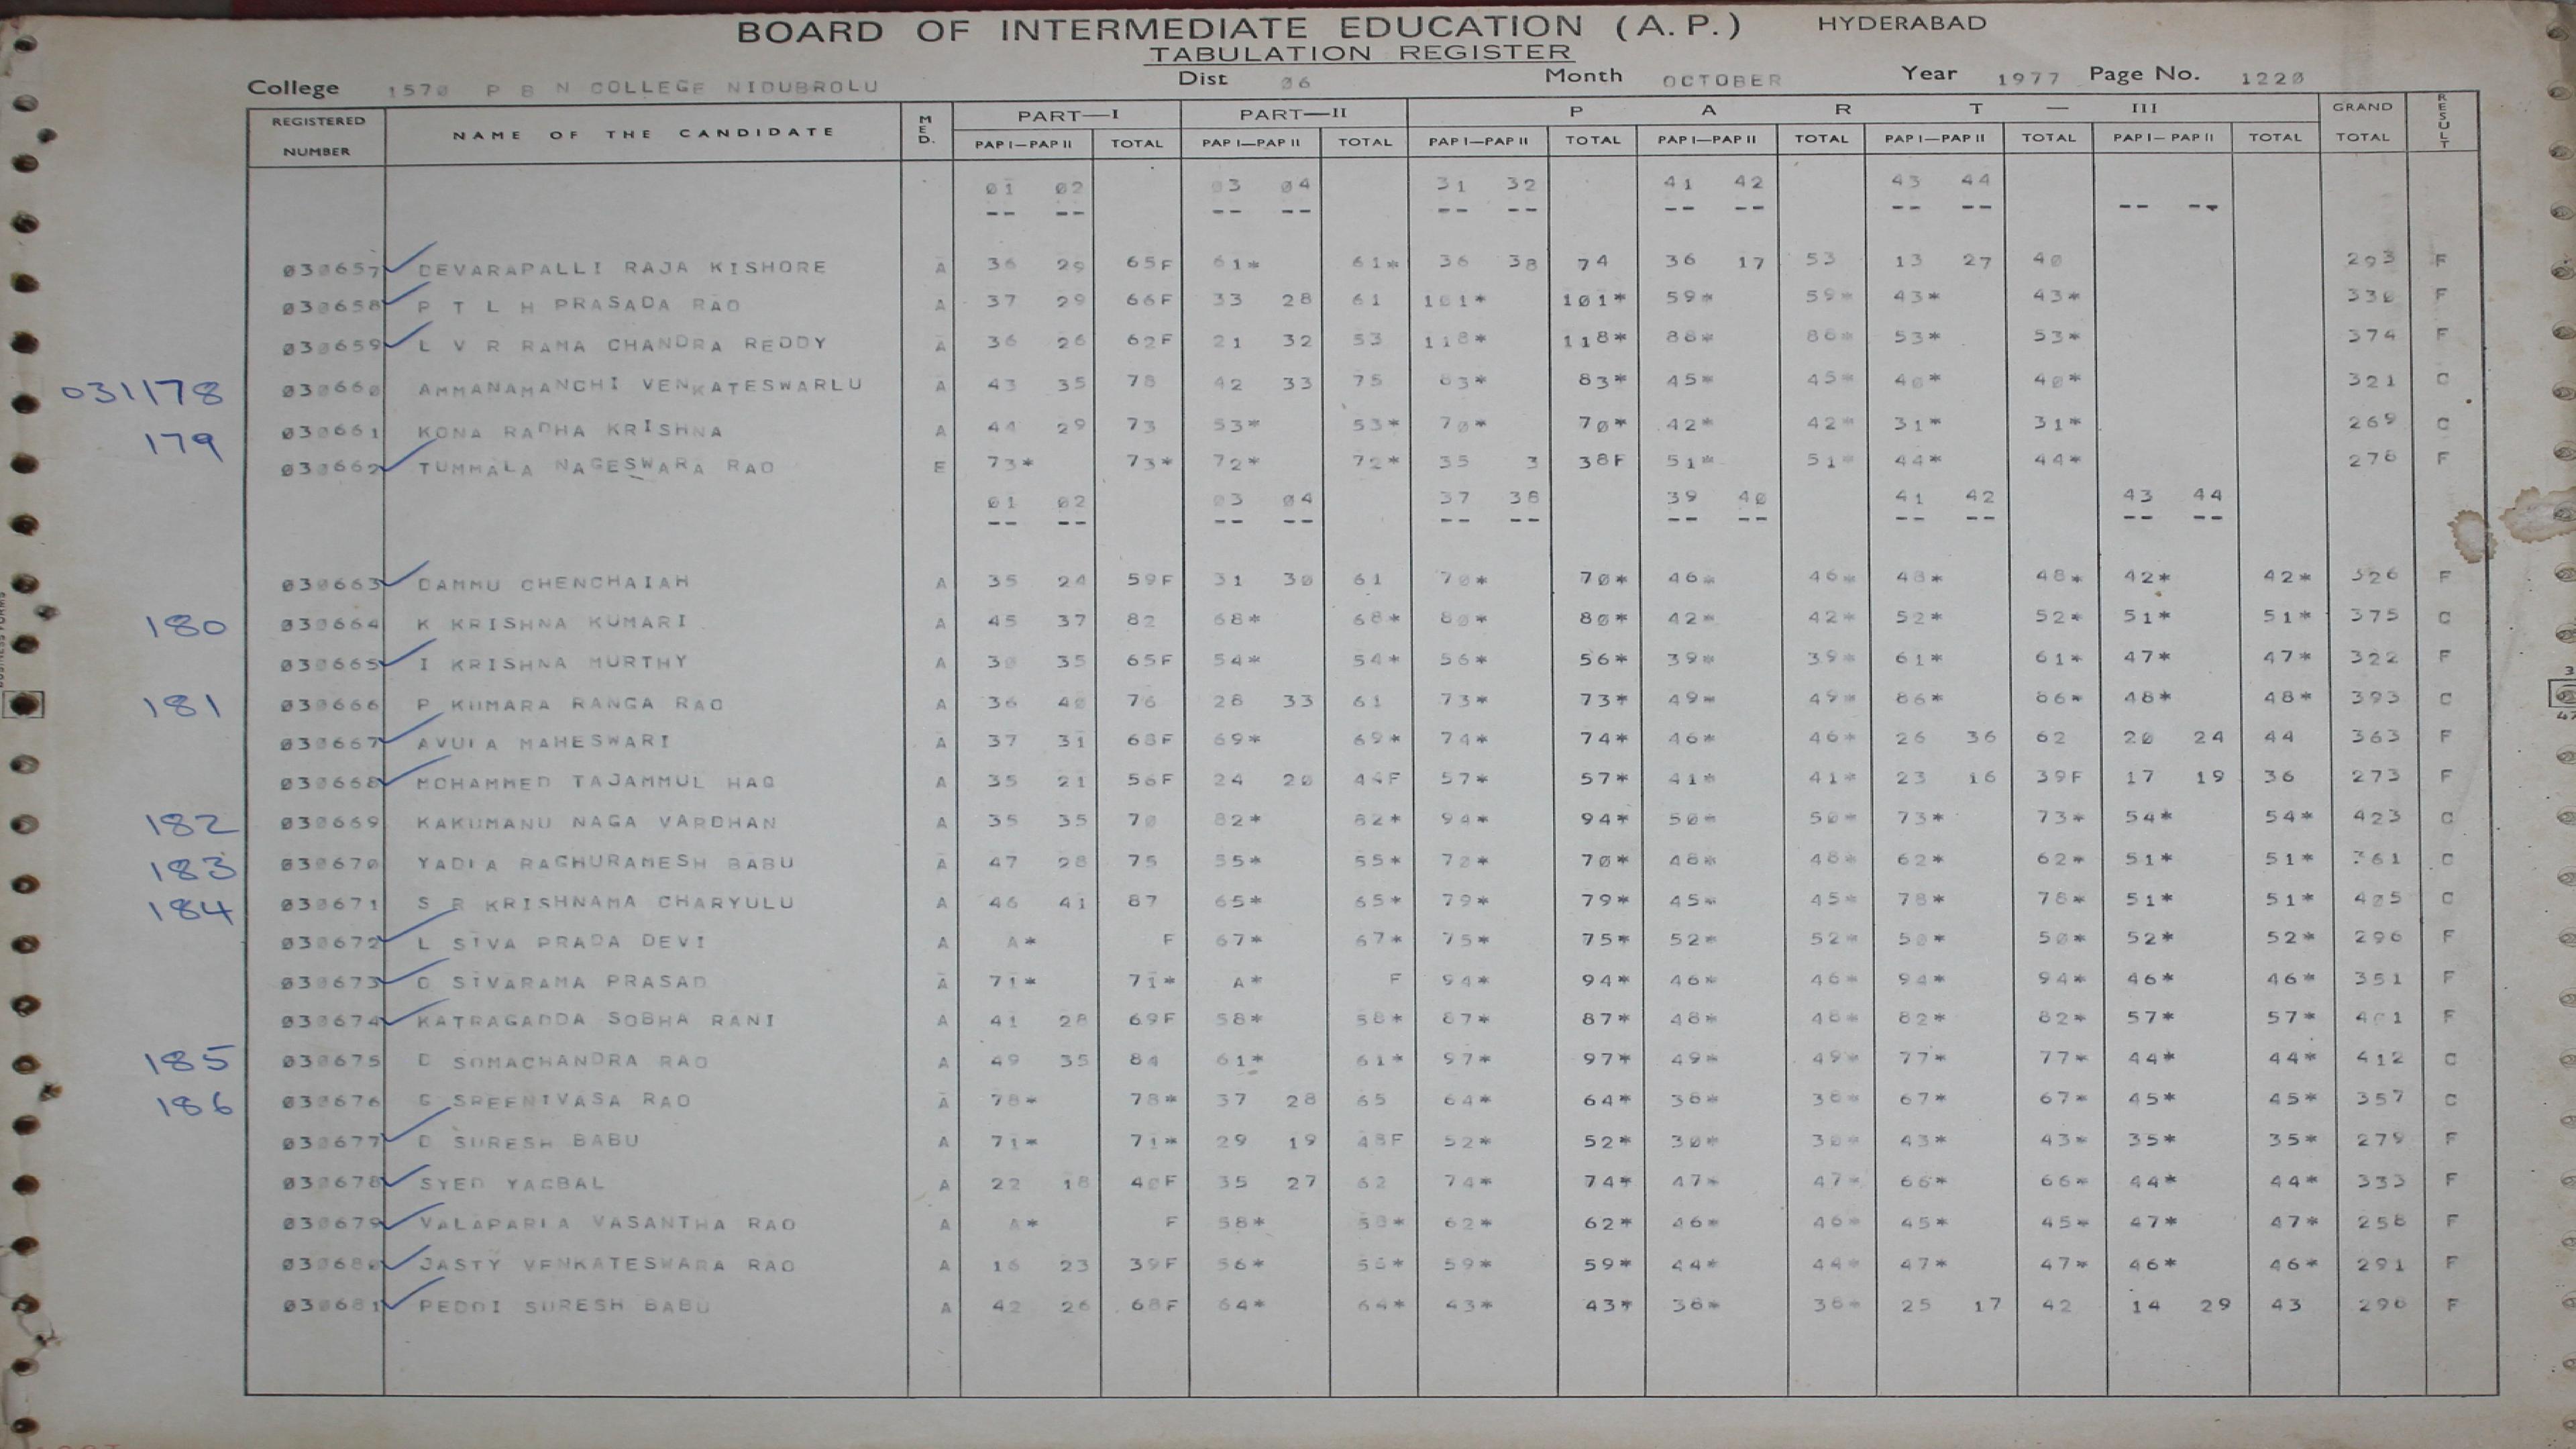 BOARD OF INTERMEDIATE EDUCATION (A.P.) HYDERABAD
TABULATION REGISTER
College 1570 P B N COLLEGE NIDUBROLU Dist 06 Month OCTOBER Year 1977 Page No. 1220
REGISTERED NUMBER NAME OF THE CANDIDATE MED. PART—I PART—II P A R T — III GRAND TOTAL RESULT
PAP I—PAP II TOTAL PAP I—PAP II TOTAL PAP I—PAP II TOTAL PAP I—PAP II TOTAL PAP I—PAP II TOTAL PAP I—PAP II TOTAL
01 02 03 04 31 32 41 42 43 44
-- -- -- -- -- -- -- -- -- -- -- --
030657 DEVARAPALLI RAJA KISHORE A 36 29 65F 61* 61* 36 38 74 36 17 53 13 27 40 293 F
030658 P T L H PRASADA RAO A 37 29 66F 33 28 61 101* 101* 59* 59* 43* 43* 330 F
030659 L V R RAMA CHANDRA REDDY A 36 26 62F 21 32 53 118* 118* 88* 53* 53* 374 F
031178 030660 AMMANAMANCHI VENKATESWARLU A 43 35 78 42 33 75 83* 83* 45* 45* 40* 40* 321 C
179 030661 KONA RADHA KRISHNA A 44 29 73 53* 53* 70* 70* 42* 42* 31* 31* 269 C
030662 TUMMALA NAGESWARA RAO E 73* 73* 72* 72* 35 3 38F 51* 51* 44* 44* 278 F
01 02 03 04 37 38 39 40 41 42 43 44
-- -- -- -- -- -- -- -- -- -- -- --
030663 DAMMU CHENCHAIAH A 35 24 59F 31 30 61 70* 70* 46* 46* 48* 48* 42* 42* 326 F
180 030664 K KRISHNA KUMARI A 45 37 82 68* 68* 80* 80* 42* 42* 52* 52* 51* 51* 375 C
030665 I KRISHNA MURTHY A 30 35 65F 54* 54* 56* 56* 39* 39* 61* 61* 47* 47* 322 F
181 030666 P KUMARA RANGA RAO A 36 40 76 28 33 61 73* 73* 49* 49* 86* 86* 48* 48* 393 C
030667 AVULA MAHESWARI A 37 31 68F 69* 69* 74* 74* 46* 46* 26 36 62 20 24 44 363 F
030668 MOHAMMED TAJAMMUL HAQ A 35 21 56F 24 20 44F 57* 57* 41* 41* 23 16 39F 17 19 36 273 F
182 030669 KAKUMANU NAGA VARDHAN A 35 35 70 82* 82* 94* 94* 50* 50* 73* 73* 54* 54* 423 C
183 030670 YADLA RAGHURAMESH BABU A 47 28 75 55* 55* 70* 70* 48* 48* 62* 62* 51* 51* 361 C
184 030671 S R KRISHNAMA CHARYULU A 46 41 87 65* 65* 79* 79* 45* 45* 78* 78* 51* 51* 405 C
030672 L SIVA PRADA DEVI A A* F 67* 67* 75* 75* 52* 52* 50* 50* 52* 52* 296 F
030673 SIVARAMA PRASAD A 71* 71* A* F 94* 94* 46* 46* 94* 94* 46* 46* 351 F
030674 KATRAGADDA SOBHA RANI A 41 28 69F 58* 58* 87* 87* 48* 48* 82* 82* 57* 57* 401 F
185 030675 D SOMACHANDRA RAO A 49 35 84 61* 61* 97* 97* 49* 49* 77* 77* 44* 44* 412 C
186 030676 G SREENIVASA RAO A 78* 78* 37 28 65 64* 64* 38* 38* 67* 67* 45* 45* 357 C
030677 D SURESH BABU A 71* 71* 29 19 48F 52* 52* 30* 30* 43* 43* 35* 35* 279 F
030678 SYED YAGBAL A 22 18 40F 35 27 62 74* 74* 47* 47* 66* 66* 44* 44* 333 F
030679 VALAPARLA VASANTHA RAO A A* F 58* 58* 62* 62* 46* 46* 45* 45* 47* 47* 258 F
030680 JASTY VENKATESWARA RAO A 16 23 39F 56* 56* 59* 59* 44* 44* 47* 47* 46* 46* 291 F
030681 PEDDI SURESH BABU A 42 26 68F 64* 64* 43* 43* 36* 36* 25 17 42 14 29 43 296 F